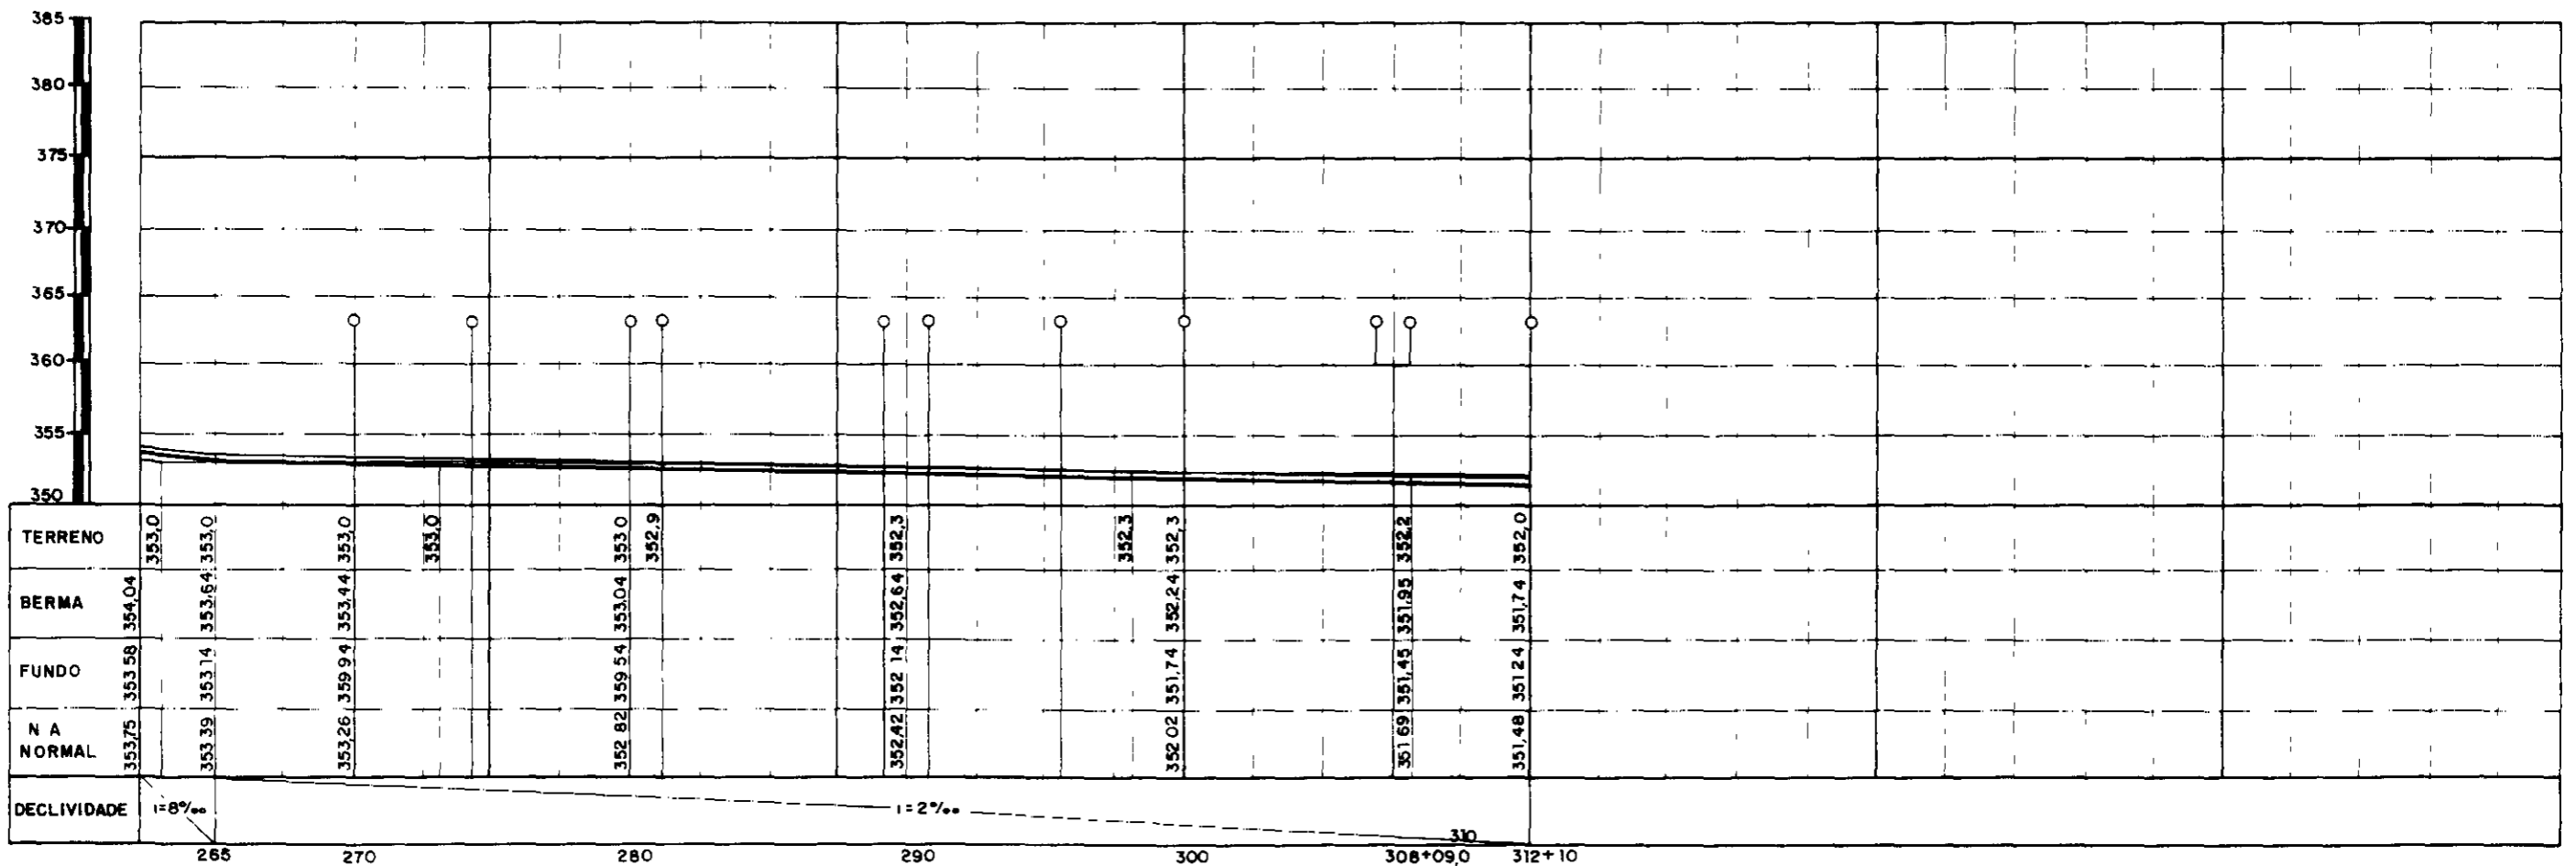 385
380
375
370
365
360
355
350
TERRENO 353,0 353,0 353,0 353,0 353,0 352,9 352,3 352,3 352,3 352,2 352,0
BERMA 354,04 353,64 353,44 353,04 352,64 352,24 351,95 351,74
FUNDO 353 58 353 14 359 94 359 54 352 14 351,74 351,45 351 24
N A
NORMAL 353,75 353 39 353,26 352 82 352,42 352 02 351 69 351,48
DECLIVIDADE i=8‰ i=2‰
310
265 270 280 290 300 308+09,0 312+10